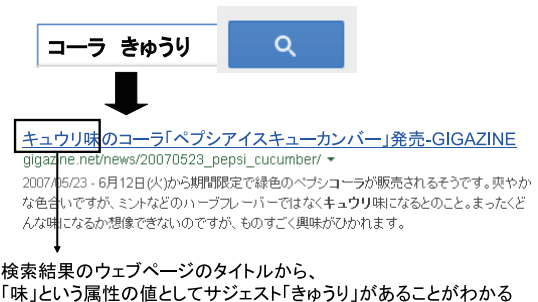 コーラ きゅうり
キュウリ味のコーラ「ペプシアイスキューカンバー」発売-GIGAZINE
gigazine.net/news/20070523_pepsi_cucumber/
2007/05/23 - 6月12日(火)から期間限定で緑色のペプシコーラが販売されるそうです。爽やか
な色合いですが、ミントなどのハーブフレーバーではなくキュウリ味になるとのこと。まったくど
んな味になるか想像できないのですが、ものすごく興味がひかれます。
検索結果のウェブページのタイトルから、
「味」という属性の値としてサジェスト「きゅうり」があることがわかる